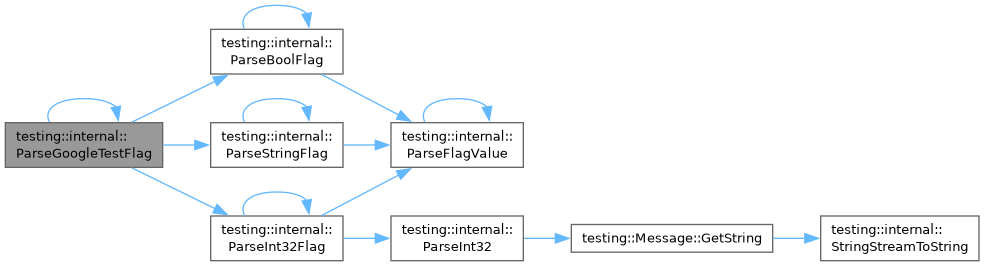 testing::internal::
ParseBoolFlag
testing::internal::
ParseGoogleTestFlag
testing::internal::
ParseStringFlag
testing::internal::
ParseFlagValue
testing::internal::
ParseInt32Flag
testing::internal::
ParseInt32
testing::Message::GetString
testing::internal::
StringStreamToString